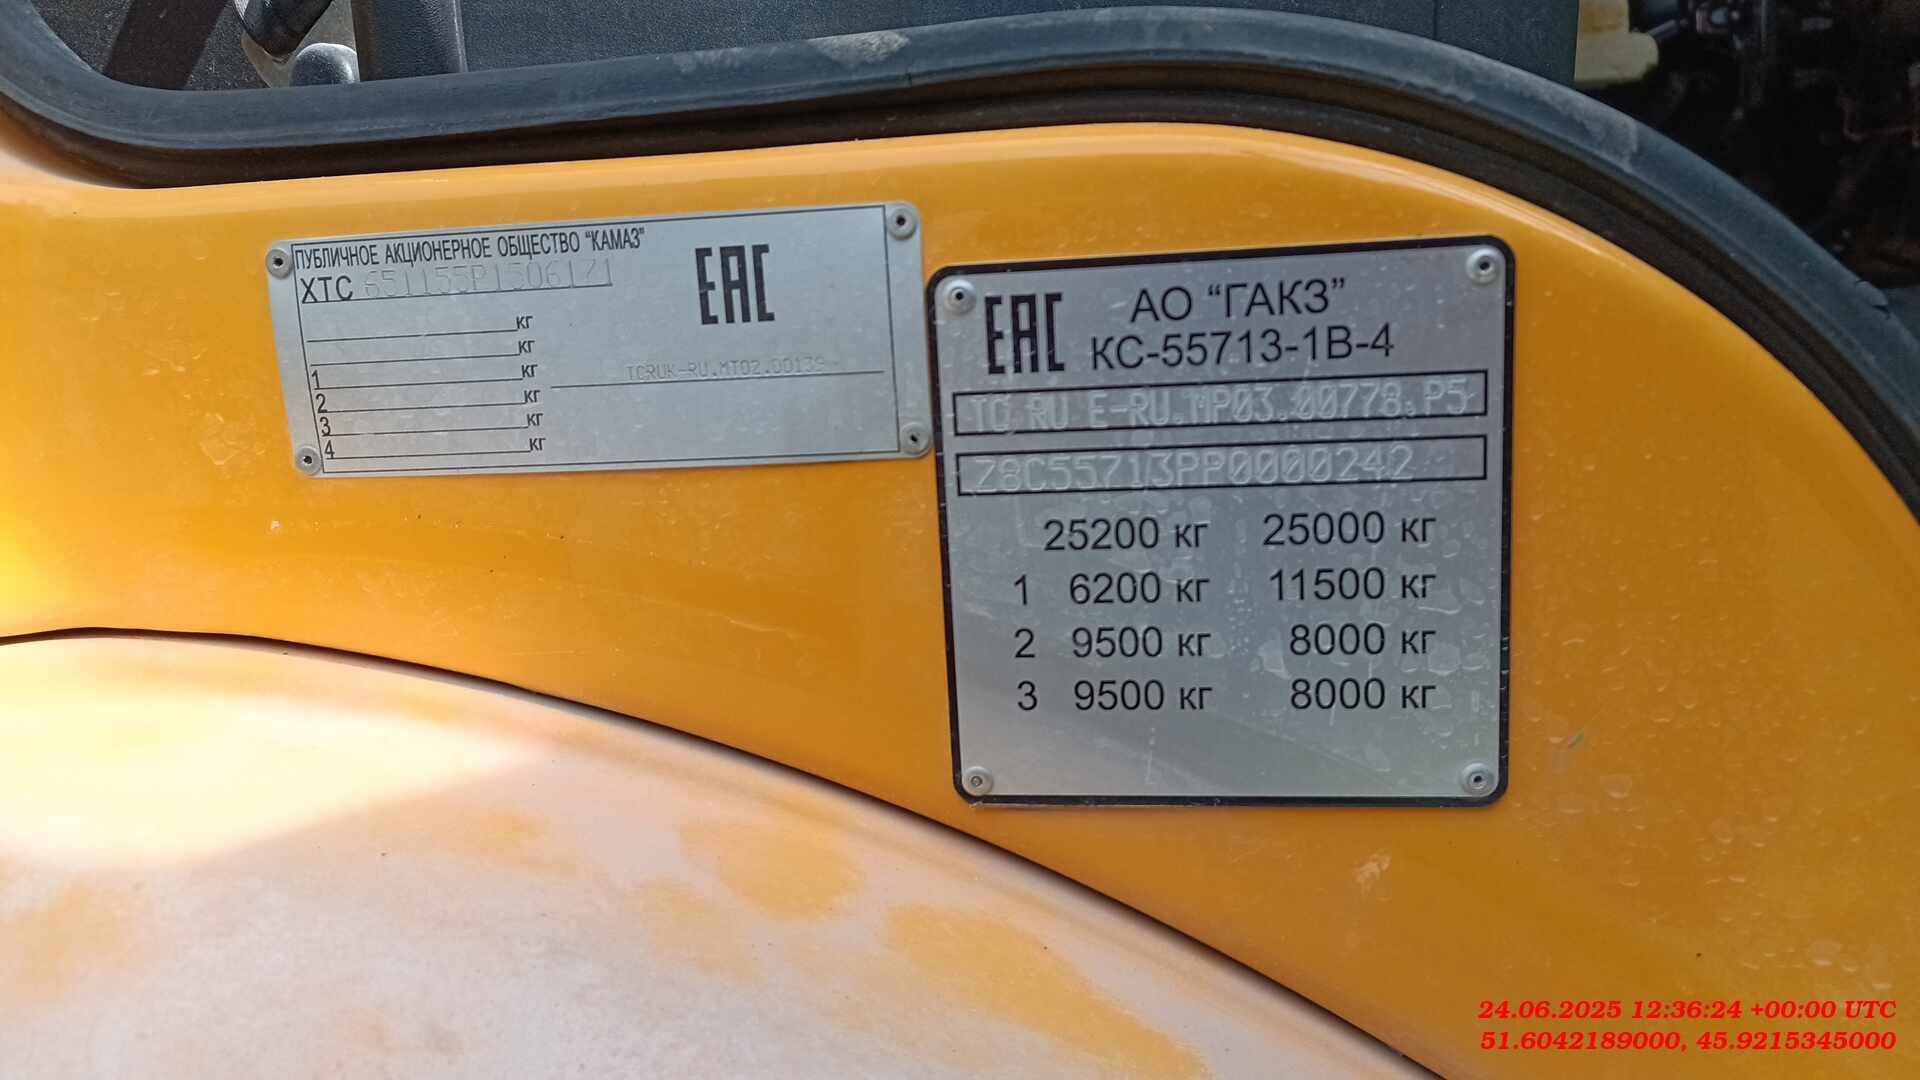 ПУБЛИЧНОЕ АКЦИОНЕРНОЕ ОБЩЕСТВО "КАМАЗ"
ХТС 651155P1506171
EAC
кг
кг
1 кг
2 кг
3 кг
4 кг
TCRUK-RU.MT02.00139
EAC
АО "ГАКЗ"
КС-55713-1В-4
TC RU E-RU.MP03.00778.P5
Z8C55713PP0000242
25200 кг 25000 кг
1 6200 кг 11500 кг
2 9500 кг 8000 кг
3 9500 кг 8000 кг
24.06.2025 12:36:24 +00:00 UTC
51.6042189000, 45.9215345000